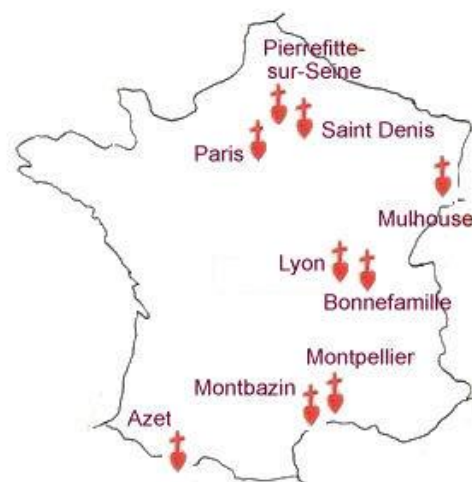 Pierrefitte-
sur-Seine
Saint Denis
Paris
Mulhouse
Lyon
Bonnefamille
Montpellier
Montbazin
Azet